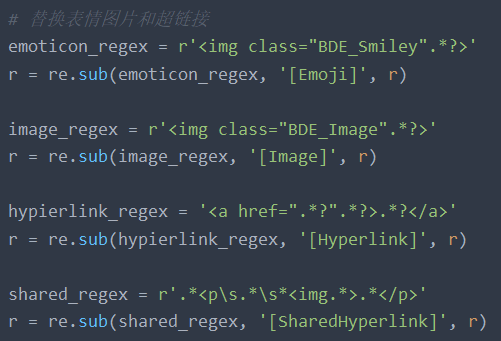 # 替换表情图片和超链接
emoticon_regex = r'<img class="BDE_Smiley".*?>'
r = re.sub(emoticon_regex, '[Emoji]', r)
image_regex = r'<img class="BDE_Image".*?>'
r = re.sub(image_regex, '[Image]', r)
hypierlink_regex = '<a href=".*?".*?>.*?</a>'
r = re.sub(hypierlink_regex, '[Hyperlink]', r)
shared_regex = r'.*<p\s.*\s*<img.*>.*</p>'
r = re.sub(shared_regex, '[SharedHyperlink]', r)